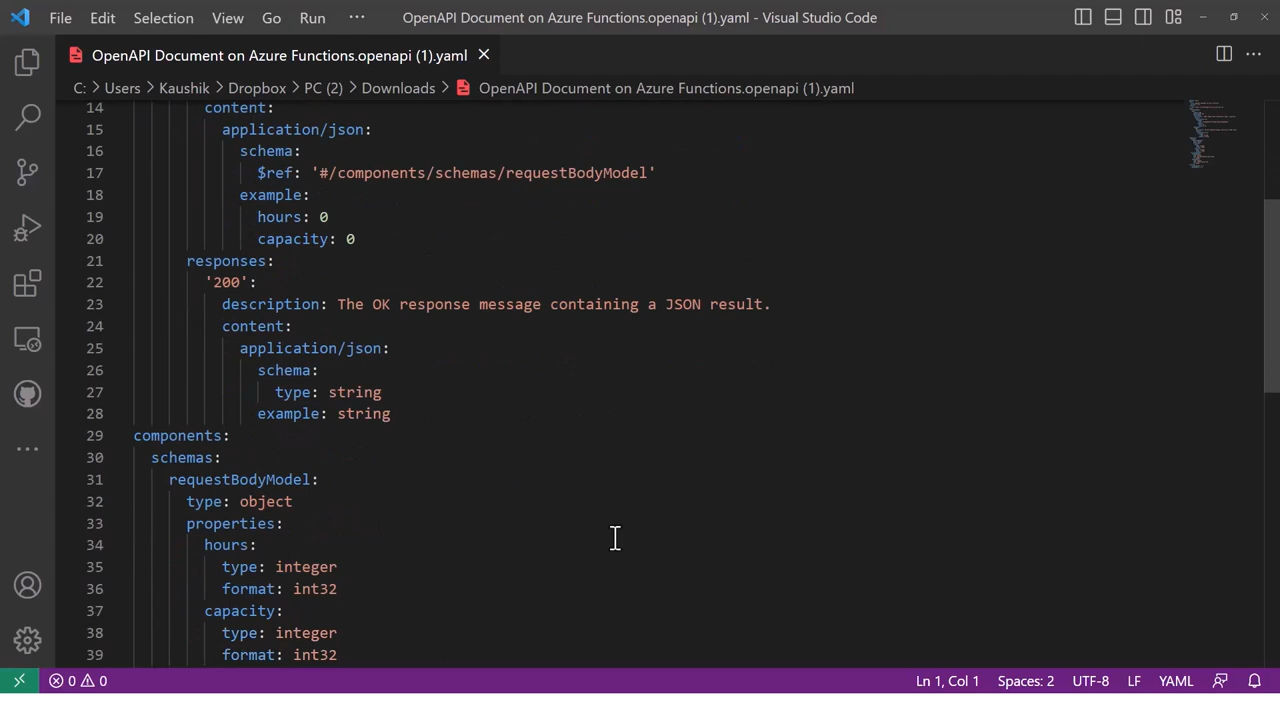 File Edit Selection View Go Run ··· OpenAPI Document on Azure Functions.openapi (1).yaml - Visual Studio Code
OpenAPI Document on Azure Functions.openapi (1).yaml
C: > Users > Kaushik > Dropbox > PC (2) > Downloads > OpenAPI Document on Azure Functions.openapi (1).yaml
14 content:
15 application/json:
16 schema:
17 $ref: '#/components/schemas/requestBodyModel'
18 example:
19 hours: 0
20 capacity: 0
21 responses:
22 '200':
23 description: The OK response message containing a JSON result.
24 content:
25 application/json:
26 schema:
27 type: string
28 example: string
29 components:
30 schemas:
31 requestBodyModel:
32 type: object
33 properties:
34 hours:
35 type: integer
36 format: int32
37 capacity:
38 type: integer
39 format: int32
0 0 Ln 1, Col 1 Spaces: 2 UTF-8 LF YAML